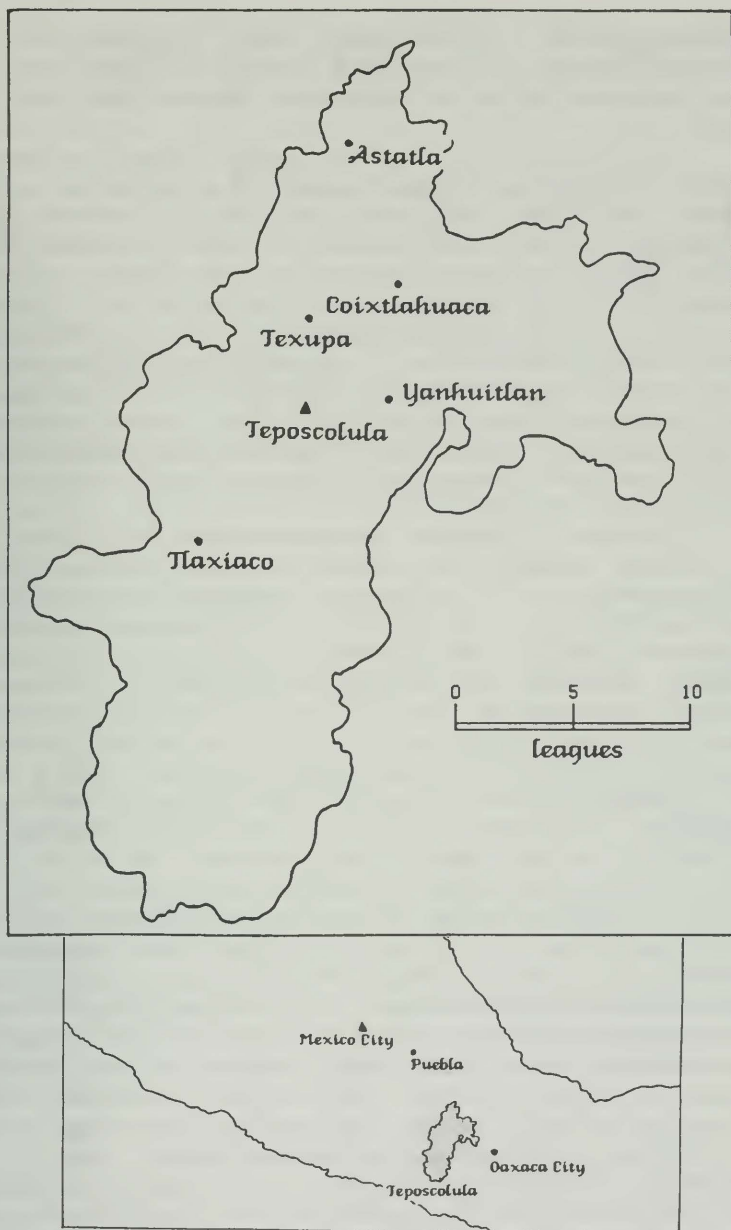 Astatla
Coixtlahuaca
Texupa
Yanhuitlan
Teposcolula
Tlaxiaco
0 5 10
leagues
Mexico City
Puebla
Oaxaca City
Teposcolula